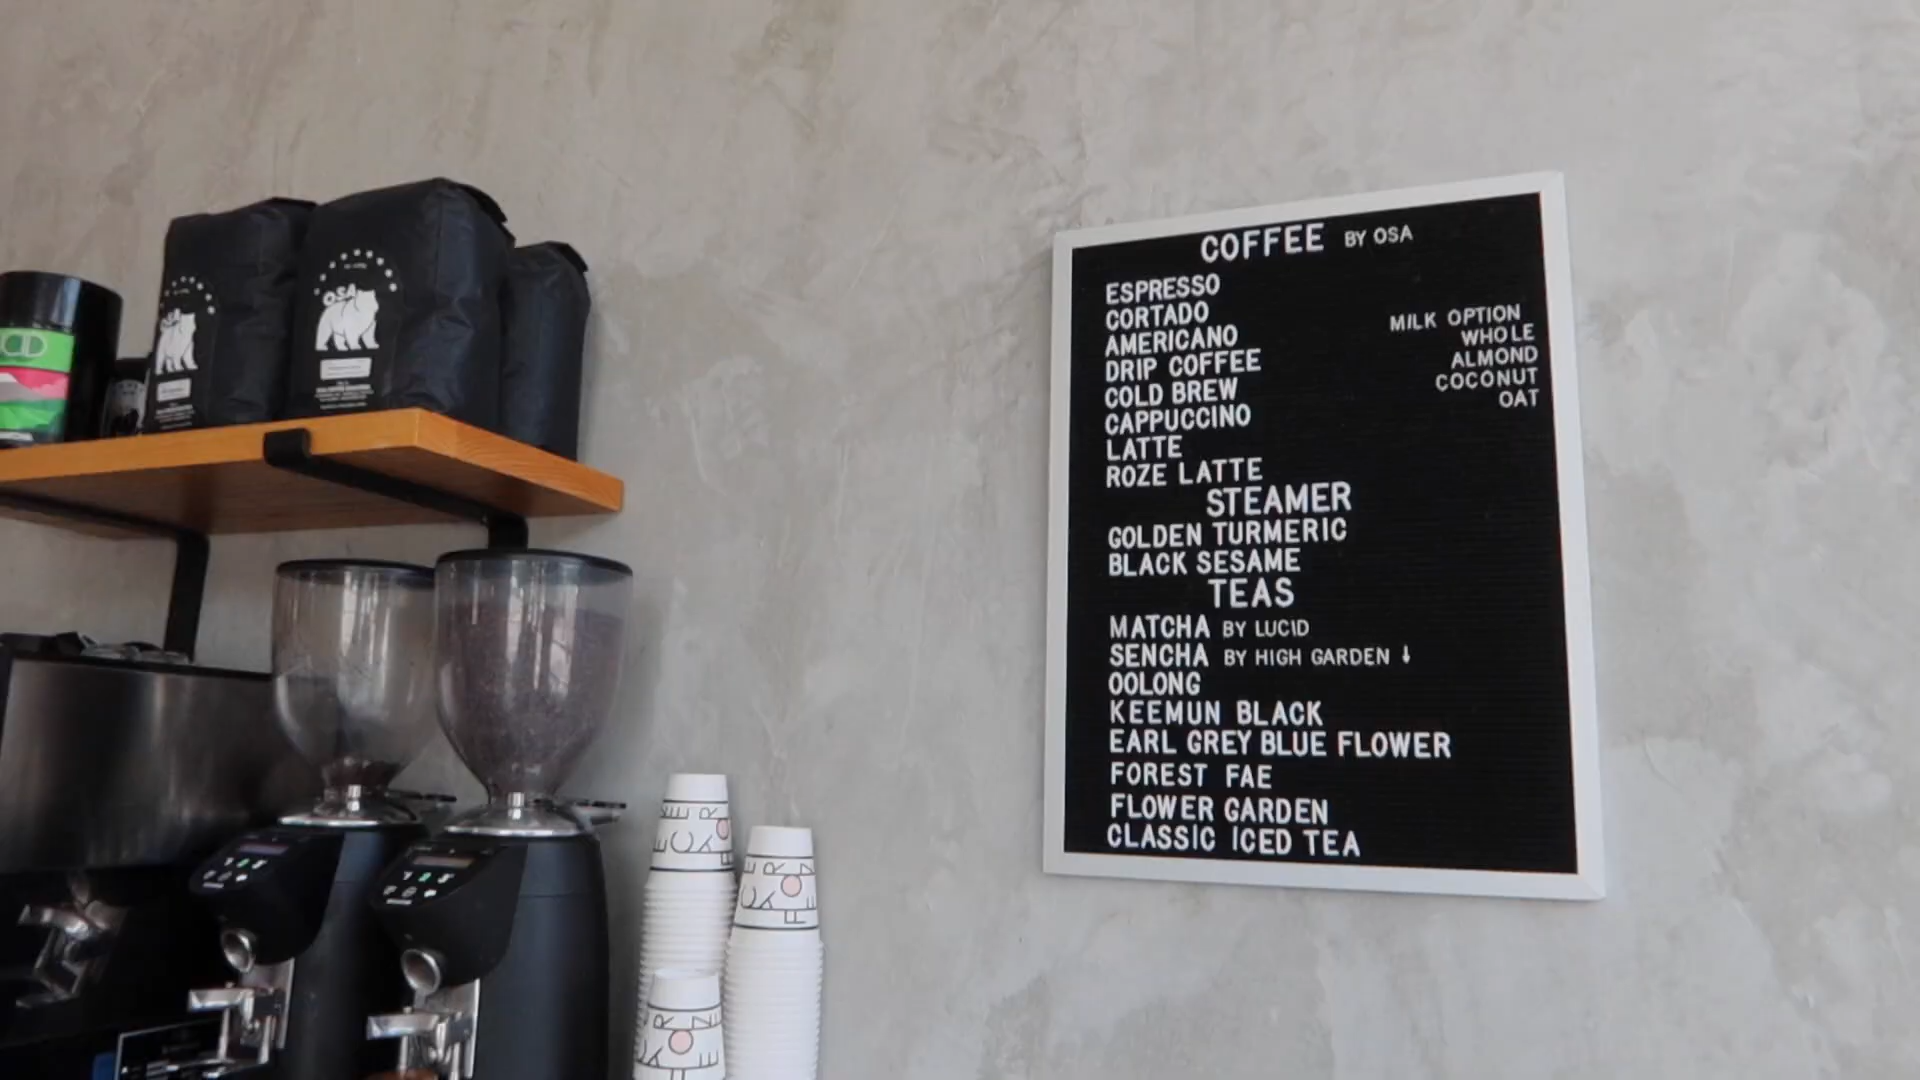 OSA
OSA
COFFEE BY OSA
ESPRESSO
CORTADO
AMERICANO
DRIP COFFEE
COLD BREW
CAPPUCCINO
LATTE
ROZE LATTE
MILK OPTION
WHOLE
ALMOND
COCONUT
OAT
STEAMER
GOLDEN TURMERIC
BLACK SESAME
TEAS
MATCHA BY LUCID
SENCHA BY HIGH GARDEN ↓
OOLONG
KEEMUN BLACK
EARL GREY BLUE FLOWER
FOREST FAE
FLOWER GARDEN
CLASSIC ICED TEA